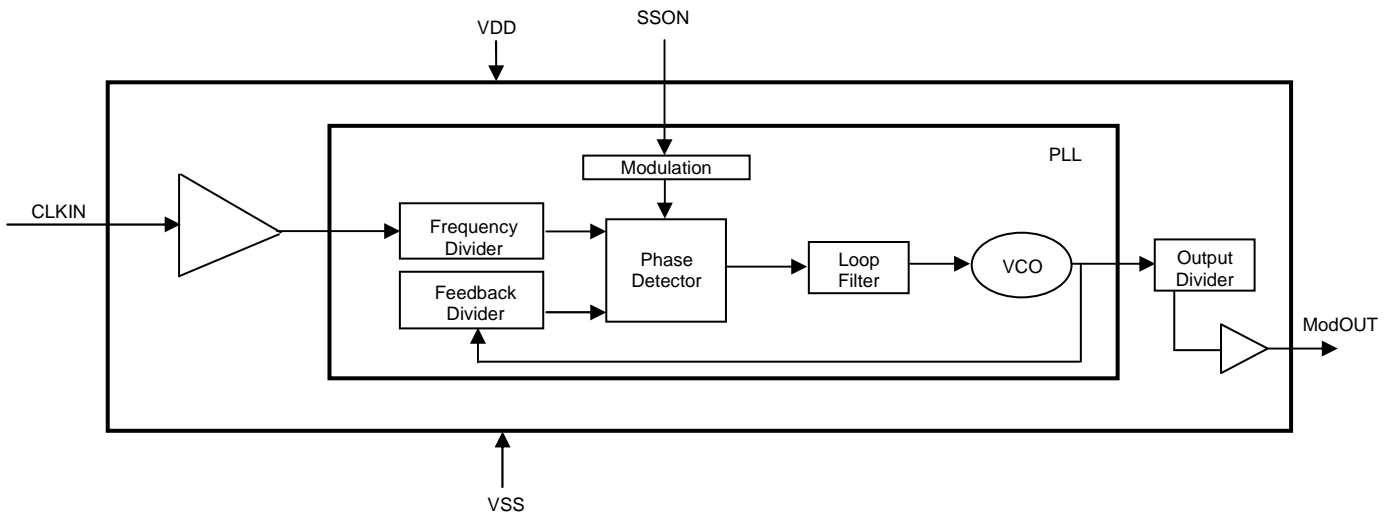 SSON
VDD
PLL
Modulation
CLKIN
Frequency
Divider
Phase
Detector
Loop
Filter
VCO
Output
Divider
Feedback
Divider
ModOUT
VSS